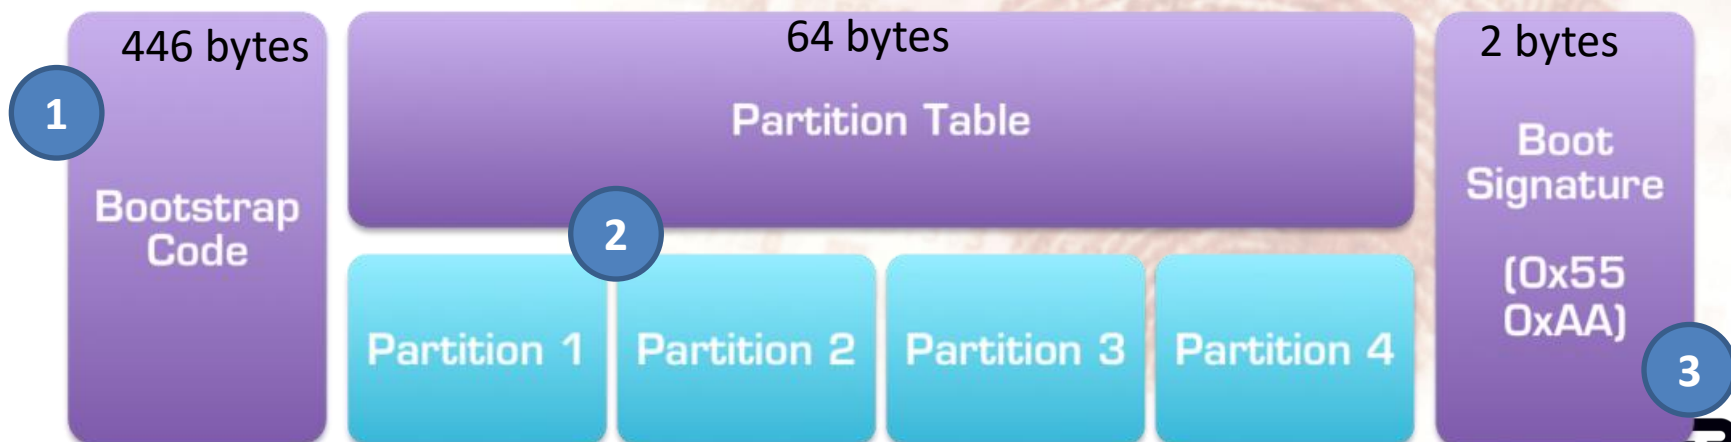 446 bytes
64 bytes
2 bytes
1
Partition Table
Boot
Signature
(0x55
0xAA)
Bootstrap
Code
2
Partition 1
Partition 2
Partition 3
Partition 4
3